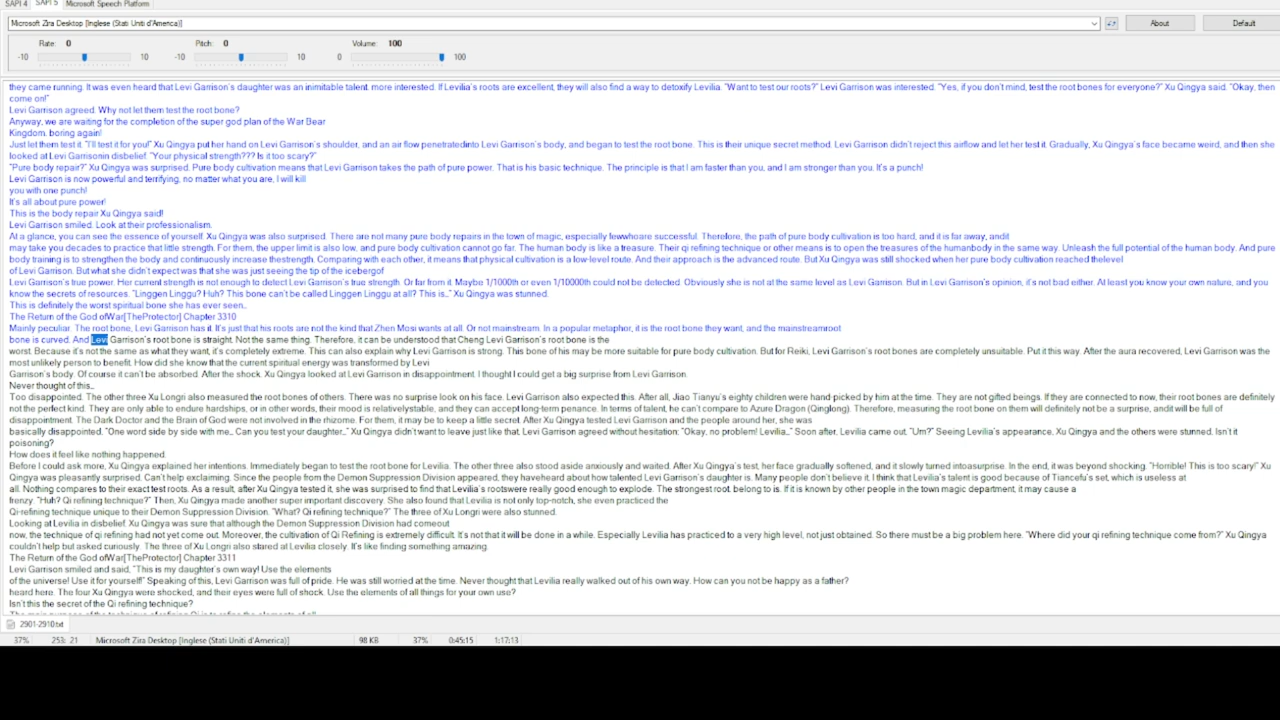 SAPI 4 SAPI 5 Microsoft Speech Platform
Microsoft Zira Desktop [Inglese (Stati Uniti d'America)] About Default
Rate: 0 Pitch: 0 Volume: 100
-10 10 -10 10 0 100
they came running. It was even heard that Levi Garrison's daughter was an inimitable talent. more interested. If Levilia's roots are excellent, they will also find a way to detoxify Levilia. "Want to test our roots?" Levi Garrison was interested. "Yes, if you don't mind, test the root bones for everyone?" Xu Qingya said. "Okay, then
come on!"
Levi Garrison agreed. Why not let them test the root bone?
Anyway, we are waiting for the completion of the super god plan of the War Bear
Kingdom. boring again!
Just let them test it. "I'll test it for you!" Xu Qingya put her hand on Levi Garrison's shoulder, and an air flow penetratedinto Levi Garrison's body, and began to test the root bone. This is their unique secret method. Levi Garrison didn't reject this airflow and let her test it. Gradually, Xu Qingya's face became weird, and then she
looked at Levi Garrisonin disbelief. "Your physical strength??? Is it too scary?"
"Pure body repair?" Xu Qingya was surprised. Pure body cultivation means that Levi Garrison takes the path of pure power. That is his basic technique. The principle is that I am faster than you, and I am stronger than you. It's a punch!
Levi Garrison is now powerful and terrifying, no matter what you are, I will kill
you with one punch!
It's all about pure power!
This is the body repair Xu Qingya said!
Levi Garrison smiled. Look at their professionalism.
At a glance, you can see the essence of yourself. Xu Qingya was also surprised. There are not many pure body repairs in the town of magic, especially fewwhoare successful. Therefore, the path of pure body cultivation is too hard, and it is far away, andit
may take you decades to practice that little strength. For them, the upper limit is also low, and pure body cultivation cannot go far. The human body is like a treasure. Their qi refining technique or other means is to open the treasures of the humanbody in the same way. Unleash the full potential of the human body. And pure
body training is to strengthen the body and continuously increase thestrength. Comparing with each other, it means that physical cultivation is a low-level route. And their approach is the advanced route. But Xu Qingya was still shocked when her pure body cultivation reached thelevel
of Levi Garrison. But what she didn't expect was that she was just seeing the tip of the icebergof
Levi Garrison's true power. Her current strength is not enough to detect Levi Garrison's true strength. Or far from it. Maybe 1/1000th or even 1/10000th could not be detected. Obviously she is not at the same level as Levi Garrison. But in Levi Garrison's opinion, it's not bad either. At least you know your own nature, and you
know the secrets of resources. "Linggen Linggu? Huh? This bone can't be called Linggen Linggu at all? This is.." Xu Qingya was stunned.
This is definitely the worst spiritual bone she has ever seen..
The Return of the God ofWar[TheProtector] Chapter 3310
Mainly peculiar. The root bone, Levi Garrison has it. It's just that his roots are not the kind that Zhen Mosi wants at all. Or not mainstream. In a popular metaphor, it is the root bone they want, and the mainstreamroot
bone is curved. And Levi Garrison's root bone is straight. Not the same thing. Therefore, it can be understood that Cheng Levi Garrison's root bone is the
worst. Because it's not the same as what they want, it's completely extreme. This can also explain why Levi Garrison is strong. This bone of his may be more suitable for pure body cultivation. But for Reiki, Levi Garrison's root bones are completely unsuitable. Put it this way. After the aura recovered, Levi Garrison was the
most unlikely person to benefit. How did she know that the current spiritual energy was transformed by Levi
Garrison's body. Of course it can't be absorbed. After the shock. Xu Qingya looked at Levi Garrison in disappointment. I thought I could get a big surprise from Levi Garrison.
Never thought of this..
Too disappointed. The other three Xu Longri also measured the root bones of others. There was no surprise look on his face. Levi Garrison also expected this. After all, Jiao Tianyu's eighty children were hand-picked by him at the time. They are not gifted beings. If they are connected to now, their root bones are definitely
not the perfect kind. They are only able to endure hardships, or in other words, their mood is relativelystable, and they can accept long-term penance. In terms of talent, he can't compare to Azure Dragon (Qinglong). Therefore, measuring the root bone on them will definitely not be a surprise, andit will be full of
disappointment. The Dark Doctor and the Brain of God were not involved in the rhizome. For them, it may be to keep a little secret. After Xu Qingya tested Levi Garrison and the people around her, she was
basically disappointed. "One word side by side with me.. Can you test your daughter.." Xu Qingya didn't want to leave just like that, Levi Garrison agreed without hesitation: "Okay, no problem! Levilia.." Soon after, Levilia came out. "Um?" Seeing Levilia's appearance, Xu Qingya and the others were stunned. Isn't it
poisoning?
How does it feel like nothing happened.
Before I could ask more, Xu Qingya explained her intentions. Immediately began to test the root bone for Levilia. The other three also stood aside anxiously and waited. After Xu Qingya's test, her face gradually softened, and it slowly turned intoasurprise. In the end, it was beyond shocking. "Horrible! This is too scary!" Xu
Qingya was pleasantly surprised. Can't help exclaiming. Since the people from the Demon Suppression Division appeared, they haveheard about how talented Levi Garrison's daughter is. Many people don't believe it. I think that Levilia's talent is good because of Tiancefu's set, which is useless at
all. Nothing compares to their exact test roots. As a result, after Xu Qingya tested it, she was surprised to find that Levilia's rootswere really good enough to explode. The strongest root, belong to is. If it is known by other people in the town magic department, it may cause a
frenzy. "Huh? Qi refining technique?" Then, Xu Qingya made another super important discovery. She also found that Levilia is not only top-notch, she even practiced the
Qi-refining technique unique to their Demon Suppression Division. "What? Qi refining technique?" The three of Xu Longri were also stunned.
Looking at Levilia in disbelief. Xu Qingya was sure that although the Demon Suppression Division had comeout
now, the technique of qi refining had not yet come out. Moreover, the cultivation of Qi Refining is extremely difficult. It's not that it will be done in a while. Especially Levilia has practiced to a very high level, not just obtained. So there must be a big problem here. "Where did your qi refining technique come from?" Xu Qingya
couldn't help but asked curiously. The three of Xu Longri also stared at Levilia closely. It's like finding something amazing.
The Return of the God ofWar[TheProtector] Chapter 3311
Levi Garrison smiled and said, "This is my daughter's own way! Use the elements
of the universe! Use it for yourself!" Speaking of this, Levi Garrison was full of pride. He was still worried at the time. Never thought that Levilia really walked out of his own way. How can you not be happy as a father?
heard here. The four Xu Qingya were shocked, and their eyes were full of shock. Use the elements of all things for your own use?
Isn't this the secret of the Qi refining technique?
2901-2910.txt
37% 253: 21 Microsoft Zira Desktop [Inglese (Stati Uniti d'America)] 98 KB 37% 0:45:15 1:17:13